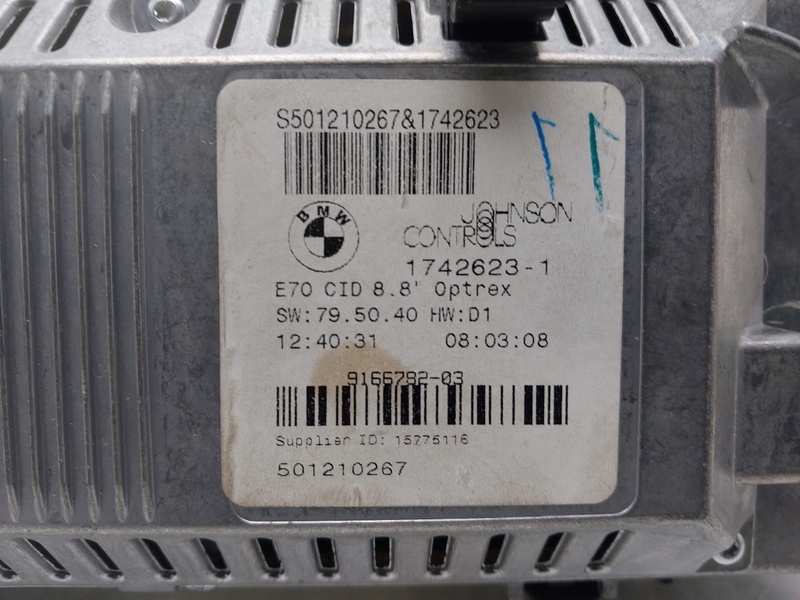 S501210267&1742623
BMW
JOHNSON
CONTROLS
1742623-1
E70 CID 8.8' Optrex
SW:79.50.40 HW:D1
12:40:31 08:03:08
9166782-03
Supplier ID: 15775116
501210267